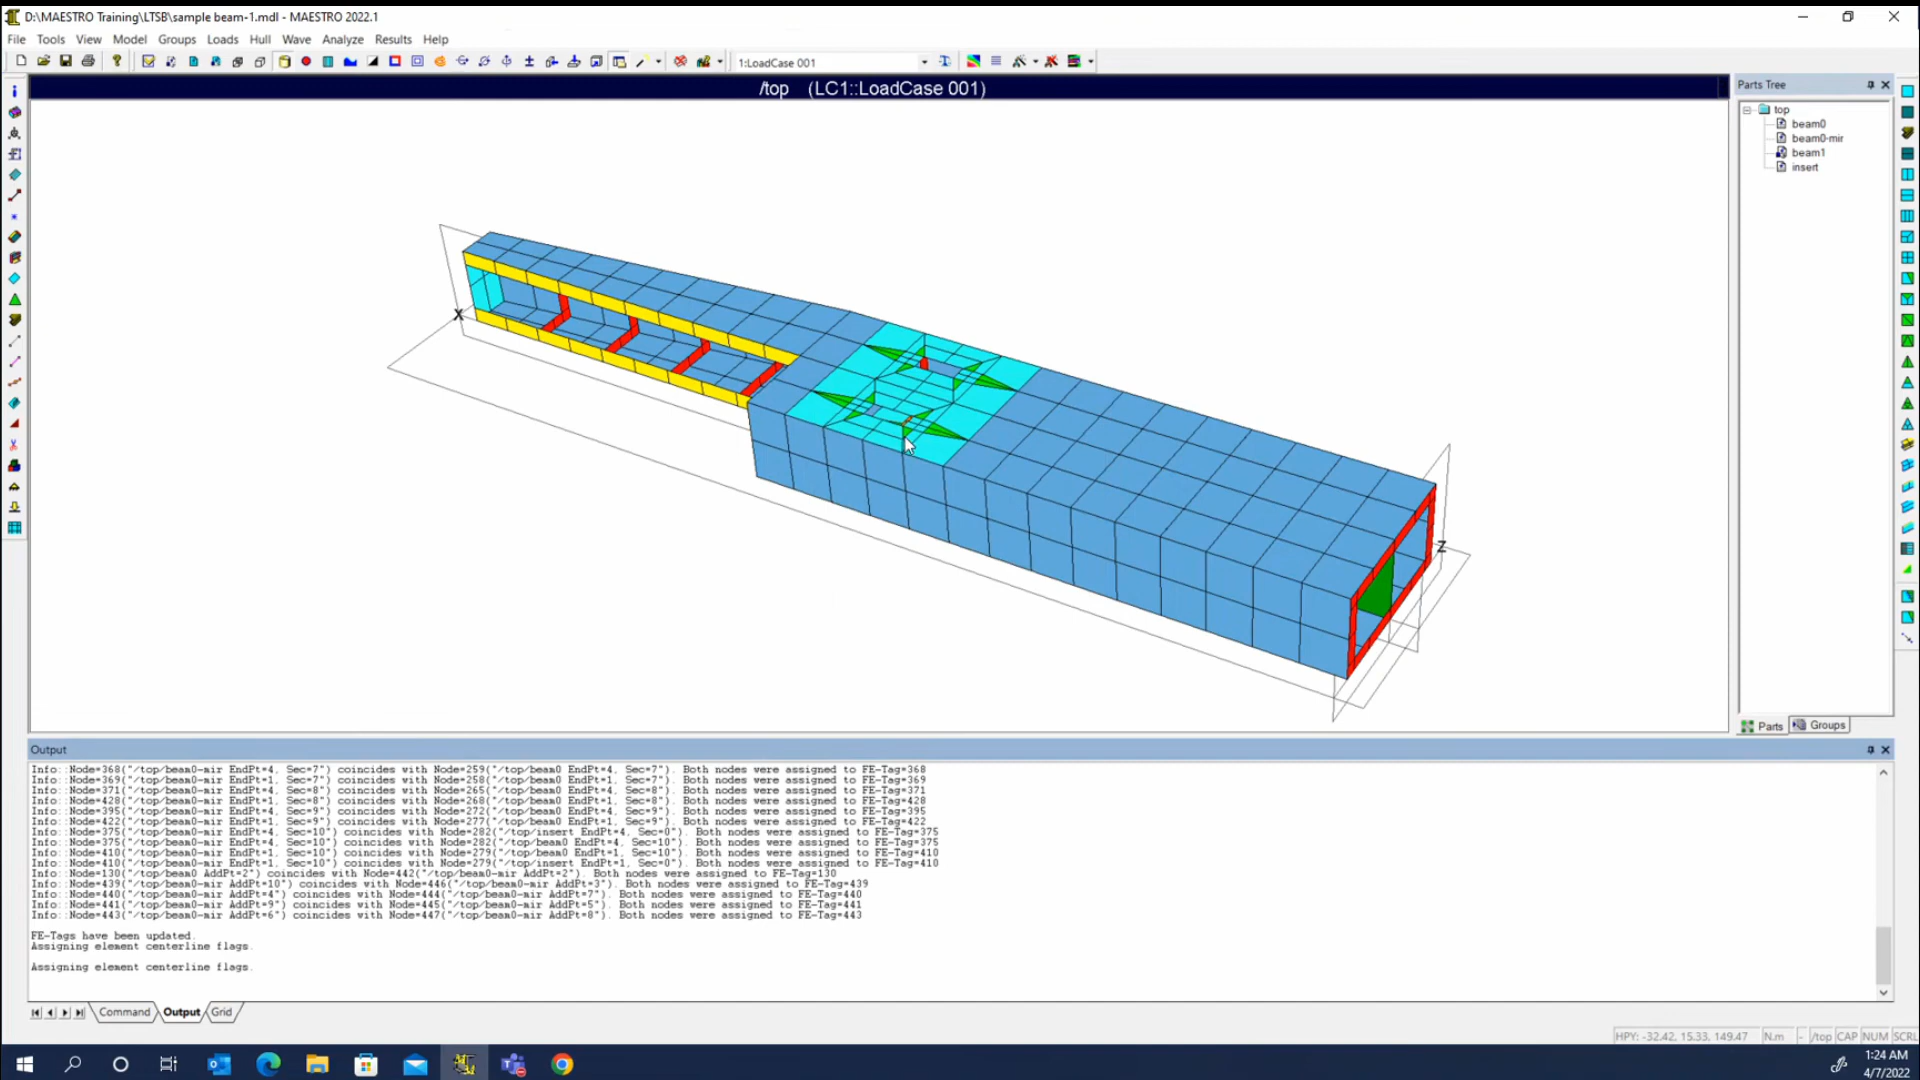 D:\MAESTRO Training\LTSB\sample beam-1.mdl - MAESTRO 2022.1
File Tools View Model Groups Loads Hull Wave Analyze Results Help
1:LoadCase 001
/top (LC1::LoadCase 001)
Parts Tree
top
beam0
beam0-mir
beam1
insert
X
Z
Parts Groups
Output
Info::Node=368("/top/beam0-mir EndPt=4, Sec=7") coincides with Node=259("/top/beam0 EndPt=4, Sec=7"). Both nodes were assigned to FE-Tag=368
Info::Node=369("/top/beam0-mir EndPt=1, Sec=7") coincides with Node=258("/top/beam0 EndPt=1, Sec=7"). Both nodes were assigned to FE-Tag=369
Info::Node=371("/top/beam0-mir EndPt=4, Sec=8") coincides with Node=265("/top/beam0 EndPt=4, Sec=8"). Both nodes were assigned to FE-Tag=371
Info::Node=428("/top/beam0-mir EndPt=1, Sec=8") coincides with Node=268("/top/beam0 EndPt=1, Sec=8"). Both nodes were assigned to FE-Tag=428
Info::Node=395("/top/beam0-mir EndPt=4, Sec=9") coincides with Node=272("/top/beam0 EndPt=4, Sec=9"). Both nodes were assigned to FE-Tag=395
Info::Node=422("/top/beam0-mir EndPt=1, Sec=9") coincides with Node=277("/top/beam0 EndPt=1, Sec=9"). Both nodes were assigned to FE-Tag=422
Info::Node=375("/top/beam0-mir EndPt=4, Sec=10") coincides with Node=282("/top/insert EndPt=4, Sec=0"). Both nodes were assigned to FE-Tag=375
Info::Node=375("/top/beam0-mir EndPt=4, Sec=10") coincides with Node=282("/top/beam0 EndPt=4, Sec=10"). Both nodes were assigned to FE-Tag=375
Info::Node=410("/top/beam0-mir EndPt=1, Sec=10") coincides with Node=279("/top/beam0 EndPt=1, Sec=10"). Both nodes were assigned to FE-Tag=410
Info::Node=410("/top/beam0-mir EndPt=1, Sec=10") coincides with Node=279("/top/insert EndPt=1, Sec=0"). Both nodes were assigned to FE-Tag=410
Info::Node=130("/top/beam0 AddPt=2") coincides with Node=442("/top/beam0-mir AddPt=2"). Both nodes were assigned to FE-Tag=130
Info::Node=439("/top/beam0-mir AddPt=10") coincides with Node=446("/top/beam0-mir AddPt=3"). Both nodes were assigned to FE-Tag=439
Info::Node=440("/top/beam0-mir AddPt=4") coincides with Node=444("/top/beam0-mir AddPt=7"). Both nodes were assigned to FE-Tag=440
Info::Node=441("/top/beam0-mir AddPt=9") coincides with Node=445("/top/beam0-mir AddPt=5"). Both nodes were assigned to FE-Tag=441
Info::Node=443("/top/beam0-mir AddPt=6") coincides with Node=447("/top/beam0-mir AddPt=8"). Both nodes were assigned to FE-Tag=443
FE-Tags have been updated.
Assigning element centerline flags.
Assigning element centerline flags.
Command Output Grid
HPY: -32.42, 15.33, 149.47 N.m - /top CAP NUM SCRL
1:24 AM
4/7/2022